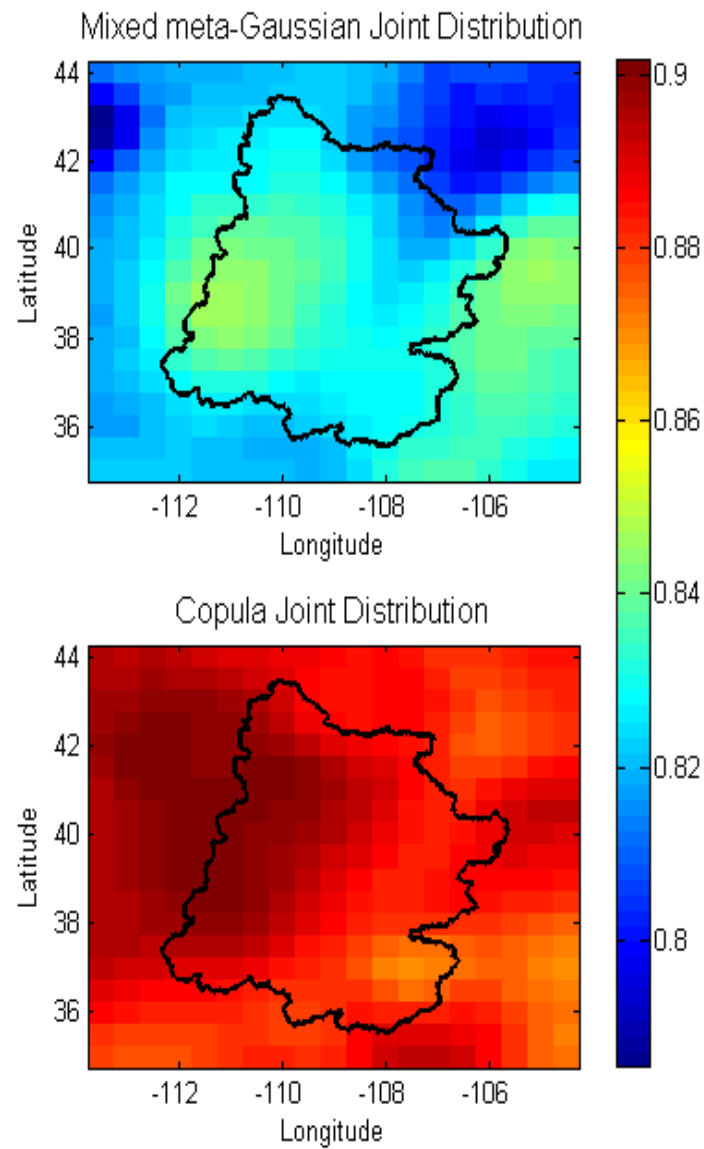 Mixed meta-Gaussian Joint Distribution
44
42
40
38
36
Latitude
-112 -110 -108 -106
Longitude
Copula Joint Distribution
44
42
40
38
36
Latitude
-112 -110 -108 -106
Longitude
0.9
0.88
0.86
0.84
0.82
0.8